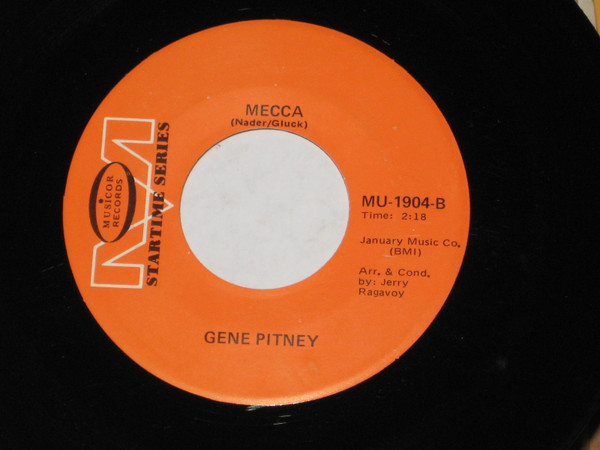 MECCA
(Nader/Gluck)
MUSICOR
RECORDS
STARTIME SERIES
MU-1904-B
Time: 2:18
January Music Co.
(BMI)
Arr. & Cond.
by: Jerry
Ragavoy
GENE PITNEY